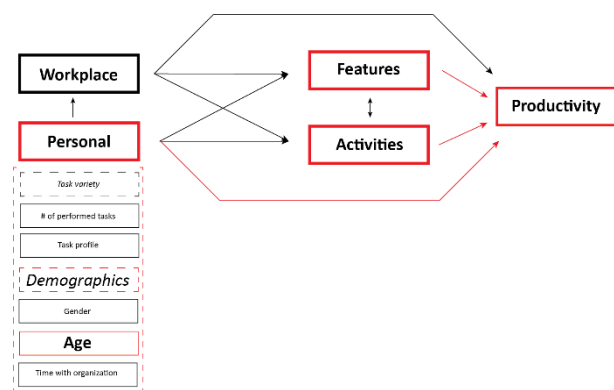 Workplace
Features
Productivity
Personal
Activities
Task variety
# of performed tasks
Task profile
Demographics
Gender
Age
Time with organization